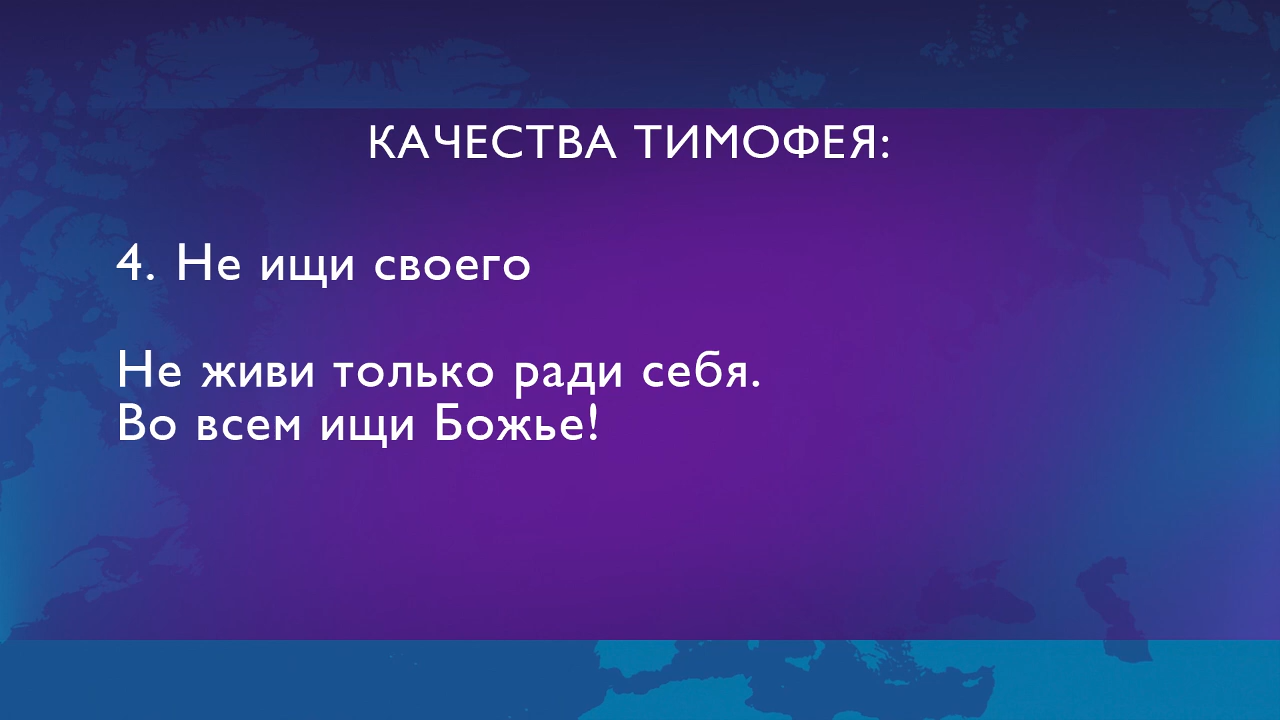 КАЧЕСТВА ТИМОФЕЯ:
4. Не ищи своего
Не живи только ради себя.
Во всем ищи Божье!